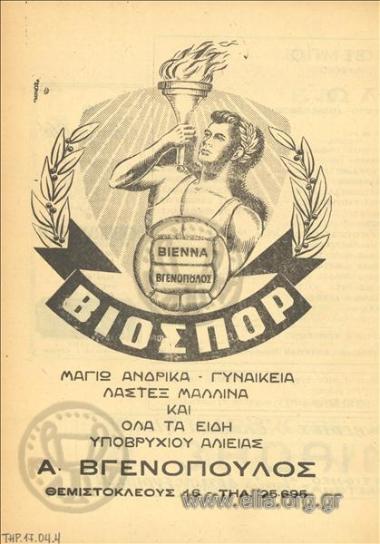 ΒΙΕΝΝΑ
ΒΓΕΝΟΠΟΥΛΟΣ
ΒΙΟΣΠΟΡ
ΜΑΓΙΩ ΑΝΔΡΙΚΑ - ΓΥΝΑΙΚΕΙΑ
ΛΑΣΤΕΞ ΜΑΛΛΙΝΑ
ΚΑΙ
ΟΛΑ ΤΑ ΕΙΔΗ
ΥΠΟΒΡΥΧΙΟΥ ΑΛΙΕΙΑΣ
Α. ΒΓΕΝΟΠΟΥΛΟΣ
ΘΕΜΙΣΤΟΚΛΕΟΥΣ 16 - ΤΗΛ. 25-695
www.elia.org.gr
ΤΗΡ.17.04.4